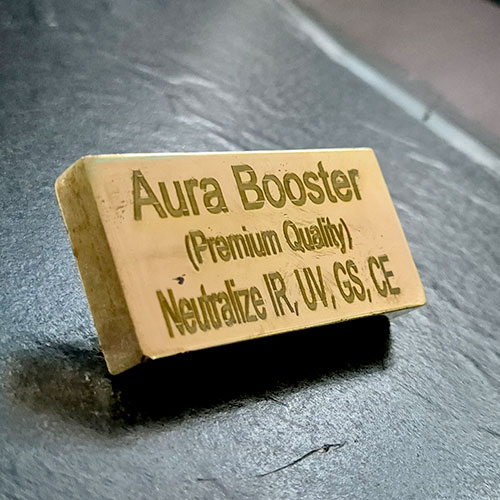 Aura Booster
(Premium Quality)
Neutralize IR, UV, GS, CE